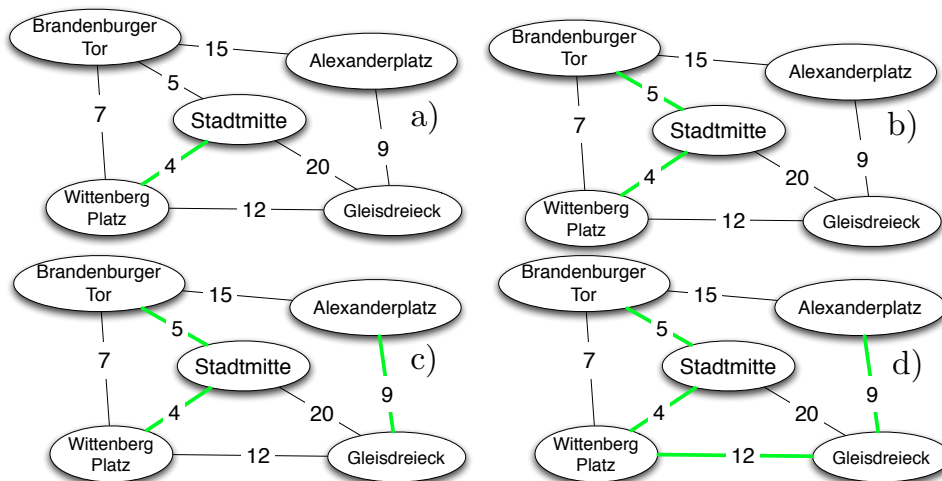 Brandenburger
Tor
15
Alexanderplatz
5
7
Stadtmitte
a)
9
4
20
Wittenberg
Platz
12
Gleisdreieck
Brandenburger
Tor
15
Alexanderplatz
5
7
Stadtmitte
b)
9
4
20
Wittenberg
Platz
12
Gleisdreieck
Brandenburger
Tor
15
Alexanderplatz
5
7
Stadtmitte
c)
9
4
20
Wittenberg
Platz
12
Gleisdreieck
Brandenburger
Tor
15
Alexanderplatz
5
7
Stadtmitte
d)
9
4
20
Wittenberg
Platz
12
Gleisdreieck